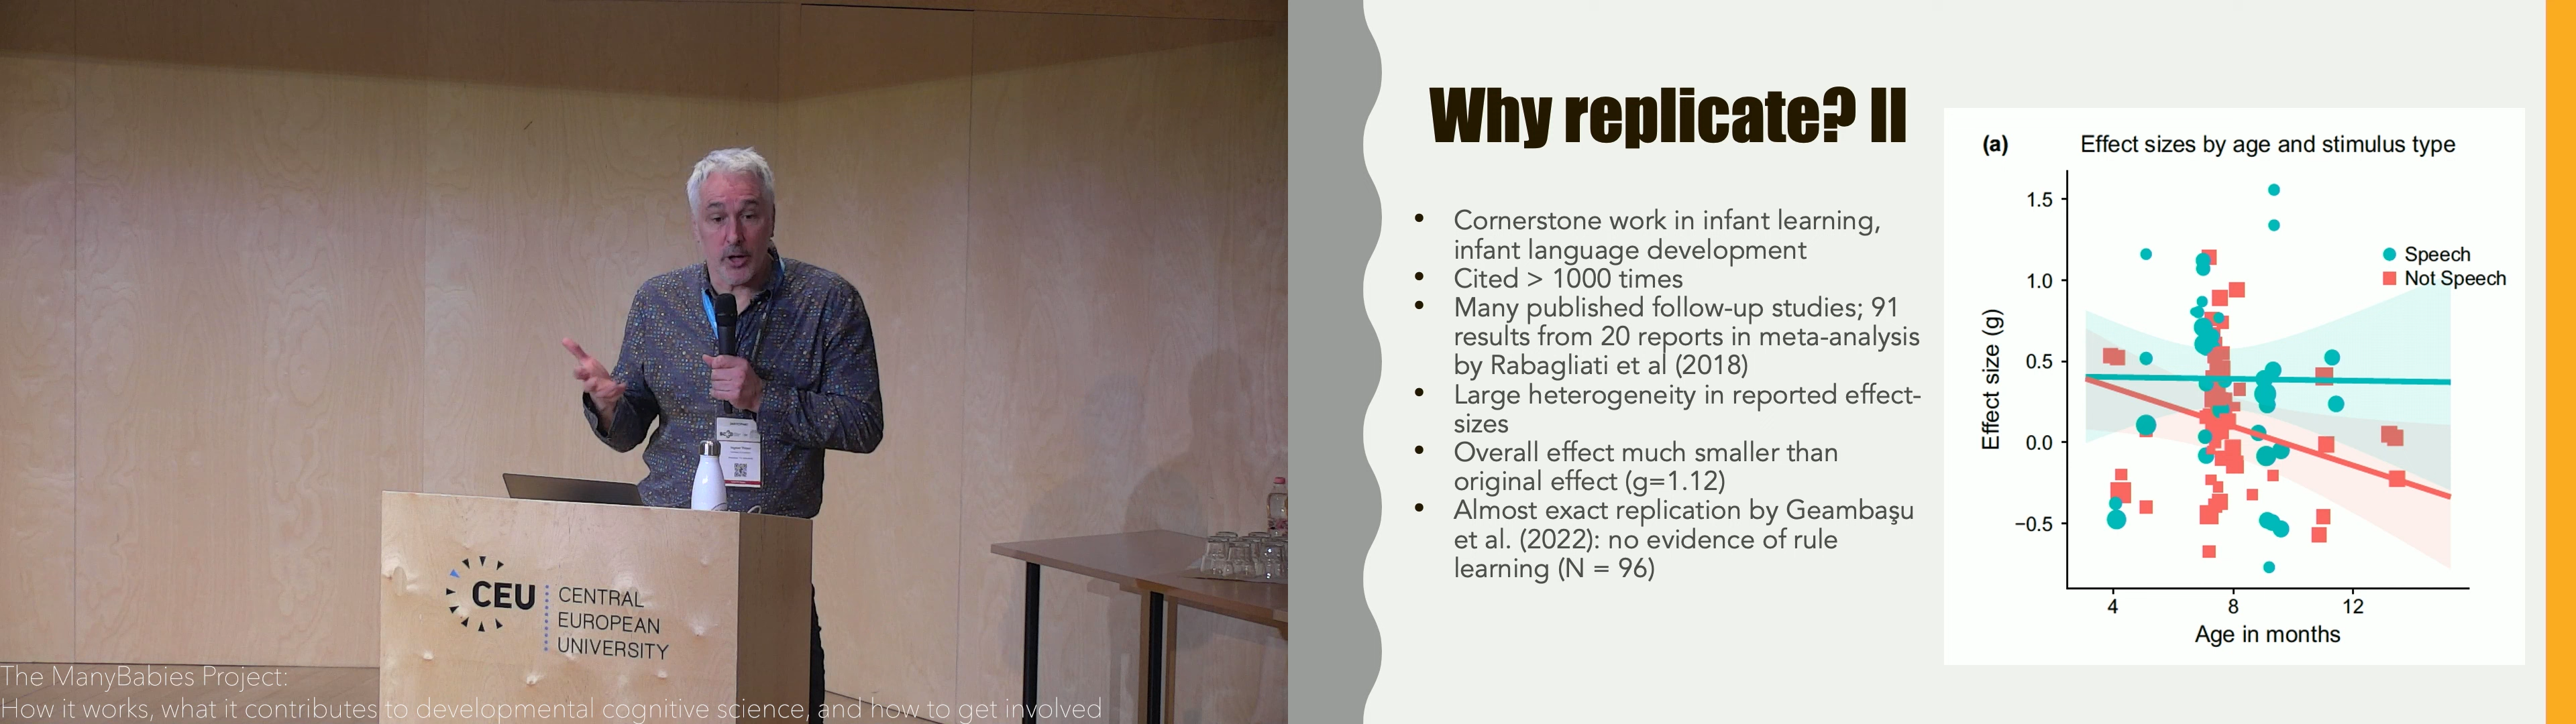 CEU
CENTRAL
EUROPEAN
UNIVERSITY
The ManyBabies Project:
How it works, what it contributes to developmental cognitive science, and how to get involved
Why replicate? II
• Cornerstone work in infant learning,
infant language development
• Cited > 1000 times
• Many published follow-up studies; 91
results from 20 reports in meta-analysis
by Rabagliati et al (2018)
• Large heterogeneity in reported effect-
sizes
• Overall effect much smaller than
original effect (g=1.12)
• Almost exact replication by Geambaşu
et al. (2022): no evidence of rule
learning (N = 96)
(a) Effect sizes by age and stimulus type
Effect size (g)
1.5
1.0
0.5
0.0
−0.5
Speech
Not Speech
4 8 12
Age in months